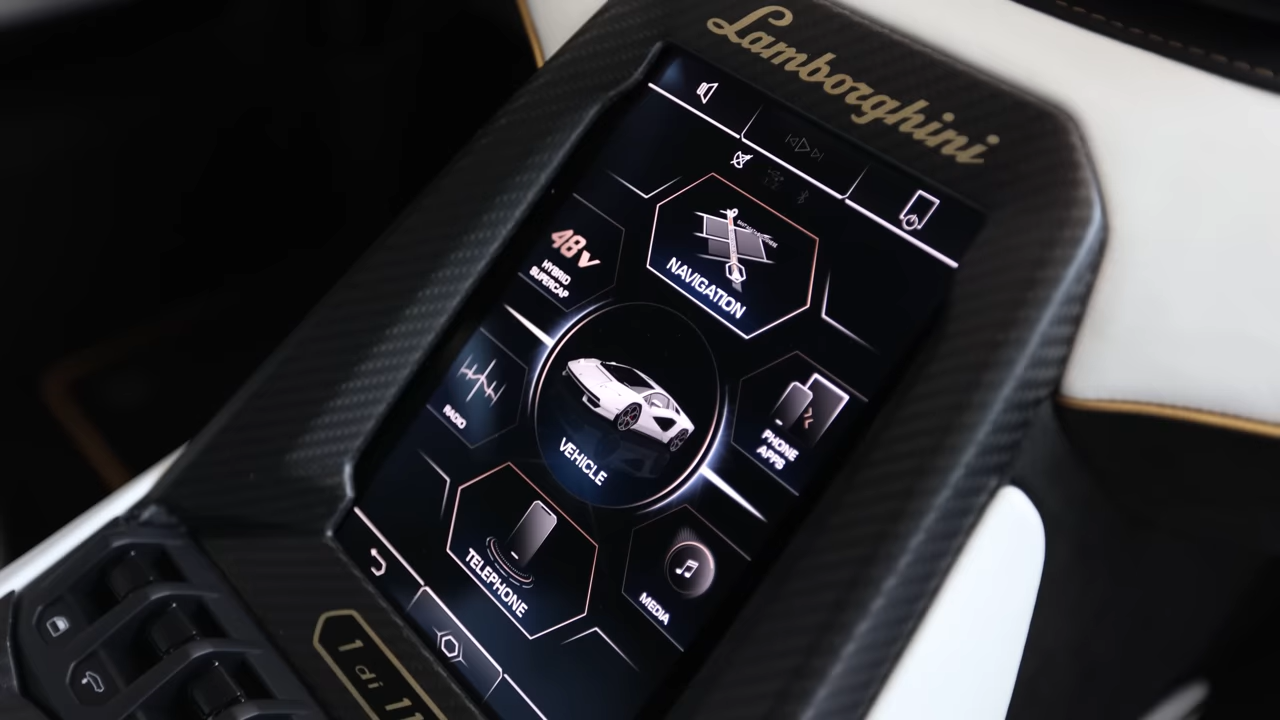 Lamborghini
NAVIGATION
48V
HYBRID
SUPERCAP
RADIO
VEHICLE
PHONE
APPS
TELEPHONE
MEDIA
1 di 11